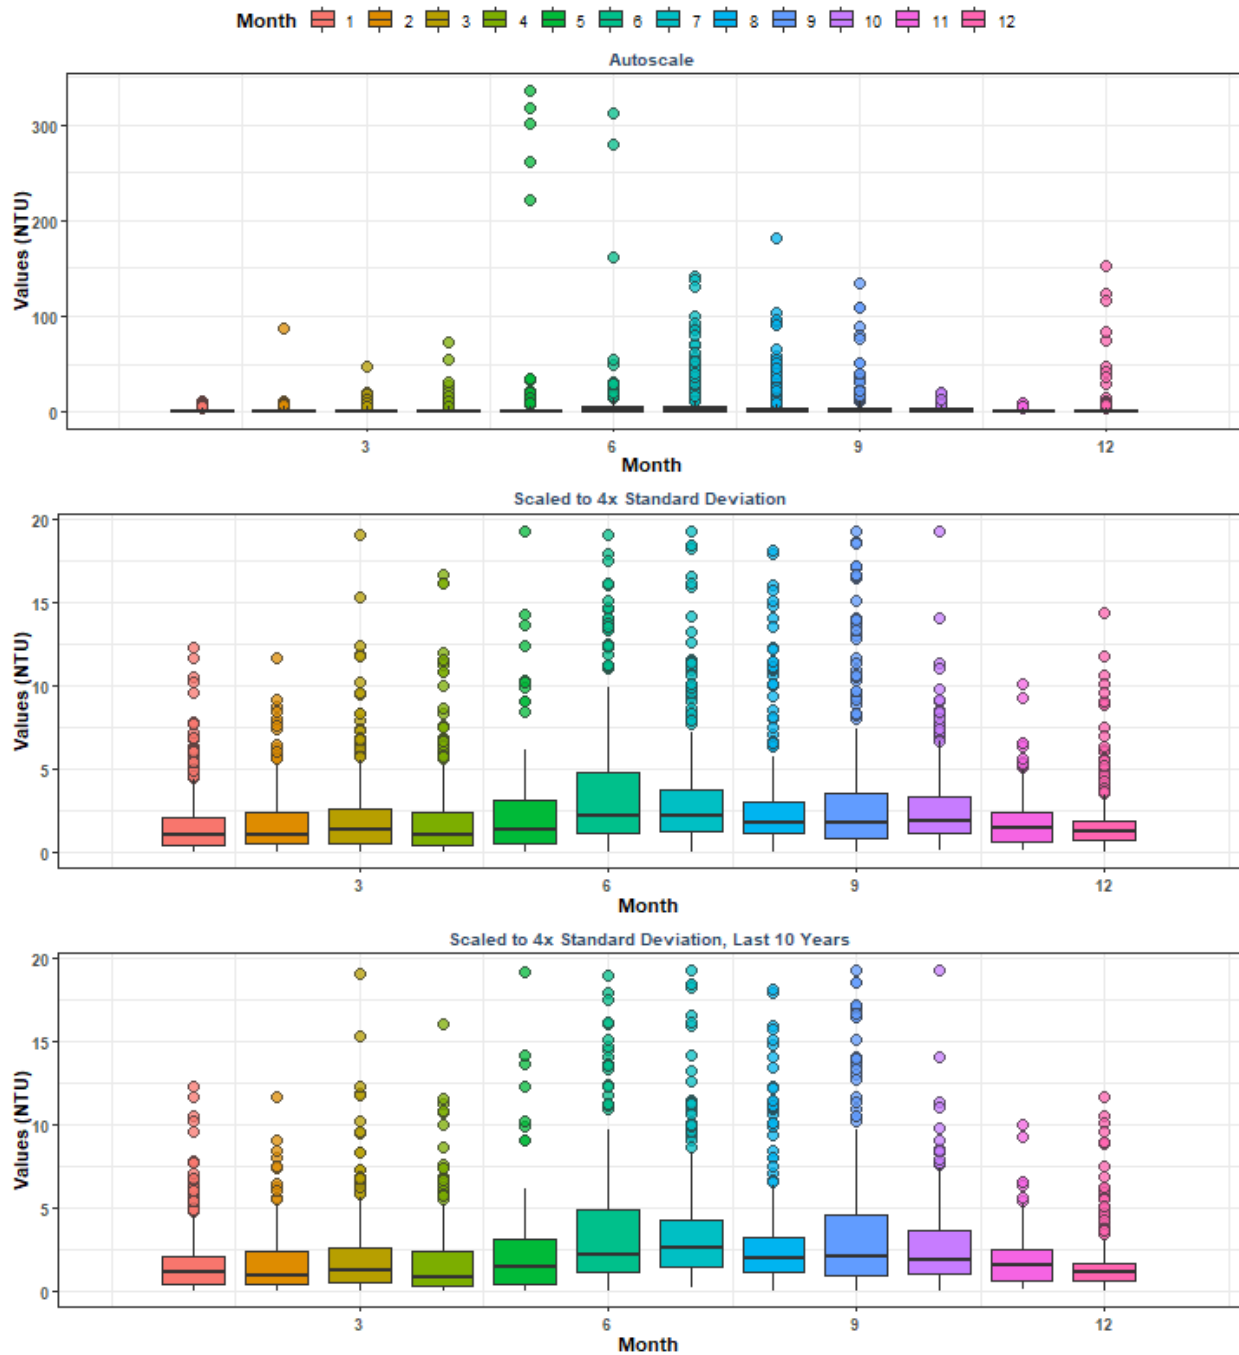 Month 1 2 3 4 5 6 7 8 9 10 11 12
Autoscale
Values (NTU)
300
200
100
0
3 6 9 12
Month
Scaled to 4x Standard Deviation
Values (NTU)
20
15
10
5
0
3 6 9 12
Month
Scaled to 4x Standard Deviation, Last 10 Years
Values (NTU)
20
15
10
5
0
3 6 9 12
Month